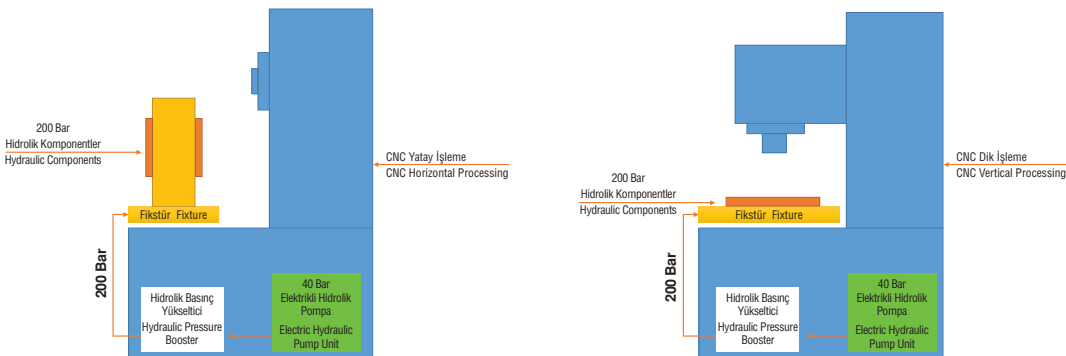 200 Bar
Hidrolik Komponentler
Hydraulic Components
CNC Yatay İşleme
CNC Horizontal Processing
Fikstür Fixture
200 Bar
Hidrolik Basınç
Yükseltici
Hydraulic Pressure
Booster
40 Bar
Elektrikli Hidrolik
Pompa
Electric Hydraulic
Pump Unit
CNC Dik İşleme
CNC Vertical Processing
200 Bar
Hidrolik Komponentler
Hydraulic Components
Fikstür Fixture
200 Bar
Hidrolik Basınç
Yükseltici
Hydraulic Pressure
Booster
40 Bar
Elektrikli Hidrolik
Pompa
Electric Hydraulic
Pump Unit